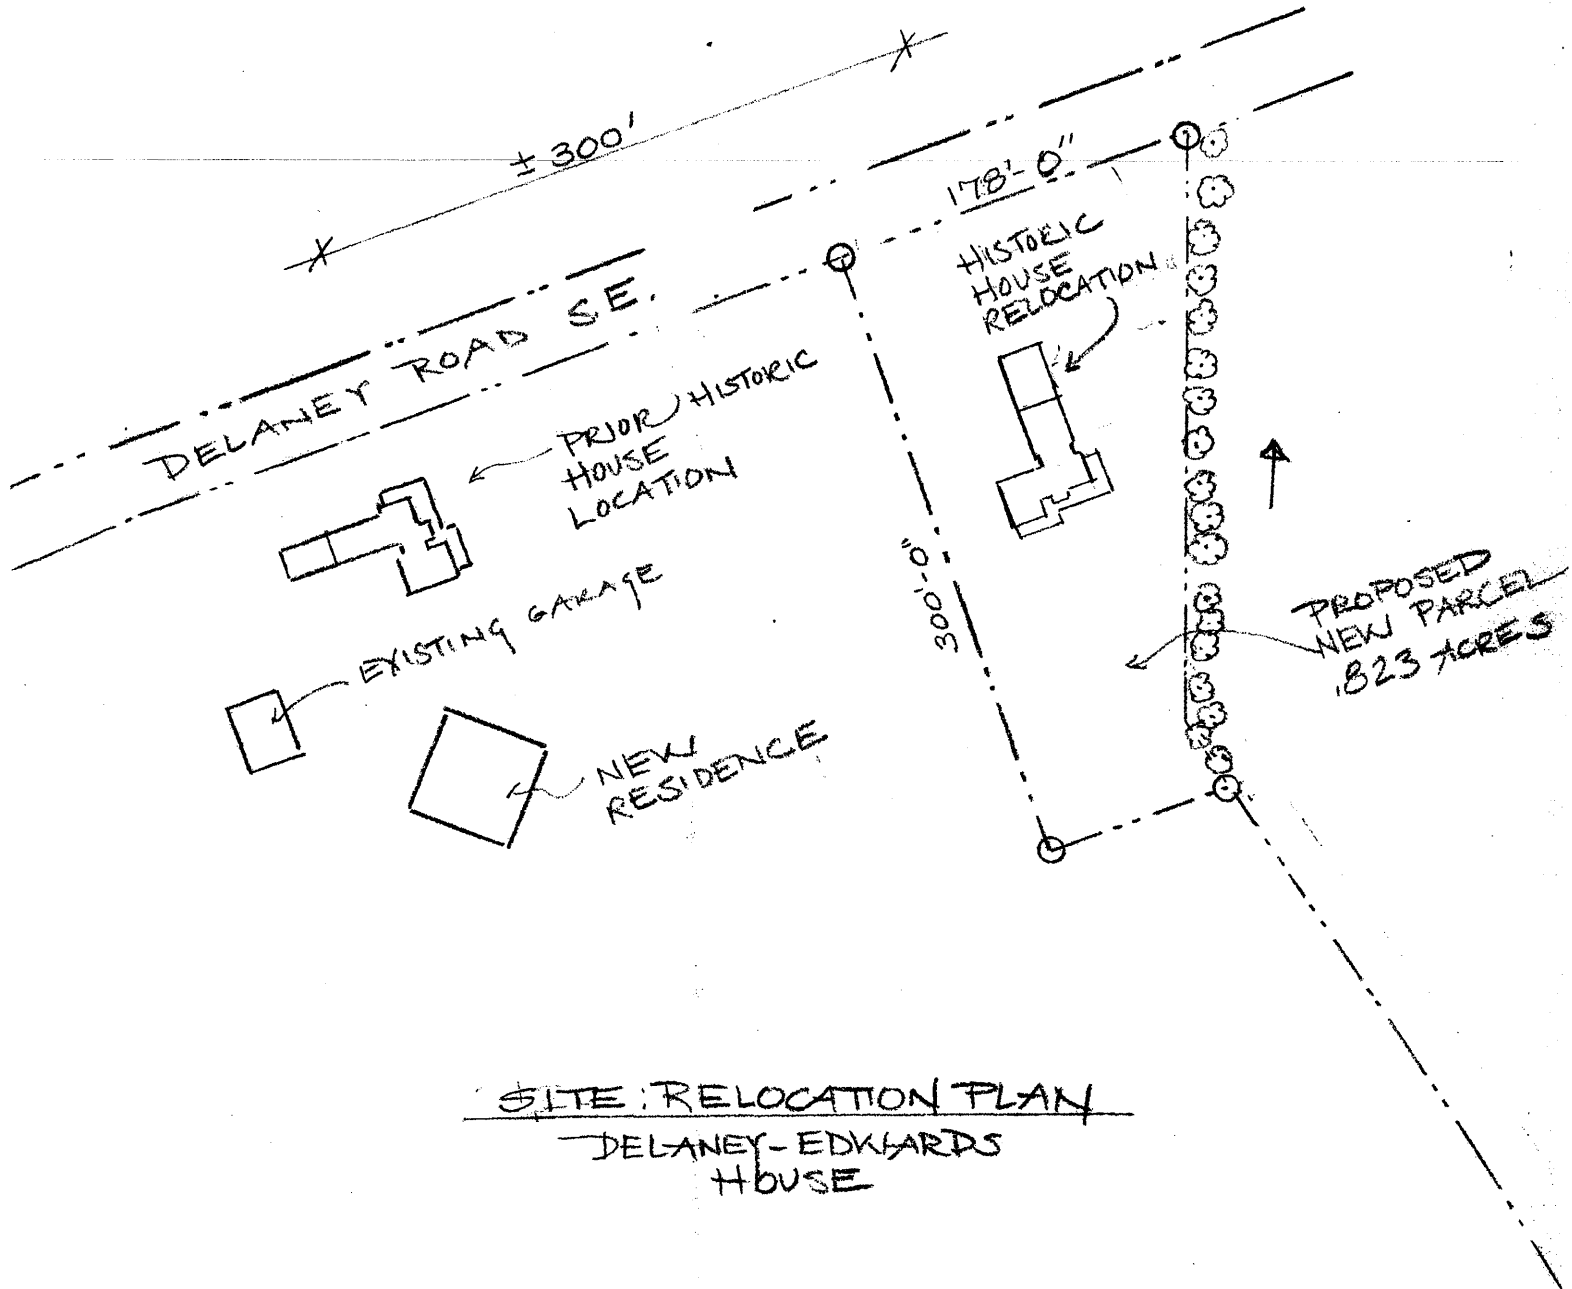 ± 300'
178'-0"
HISTORIC
HOUSE
RELOCATION
DELANEY ROAD S.E.
PRIOR HISTORIC
HOUSE
LOCATION
300'-0"
EXISTING GARAGE
PROPOSED
NEW PARCEL
.823 ACRES
NEW
RESIDENCE
SITE: RELOCATION PLAN
DELANEY-EDWARDS
HOUSE